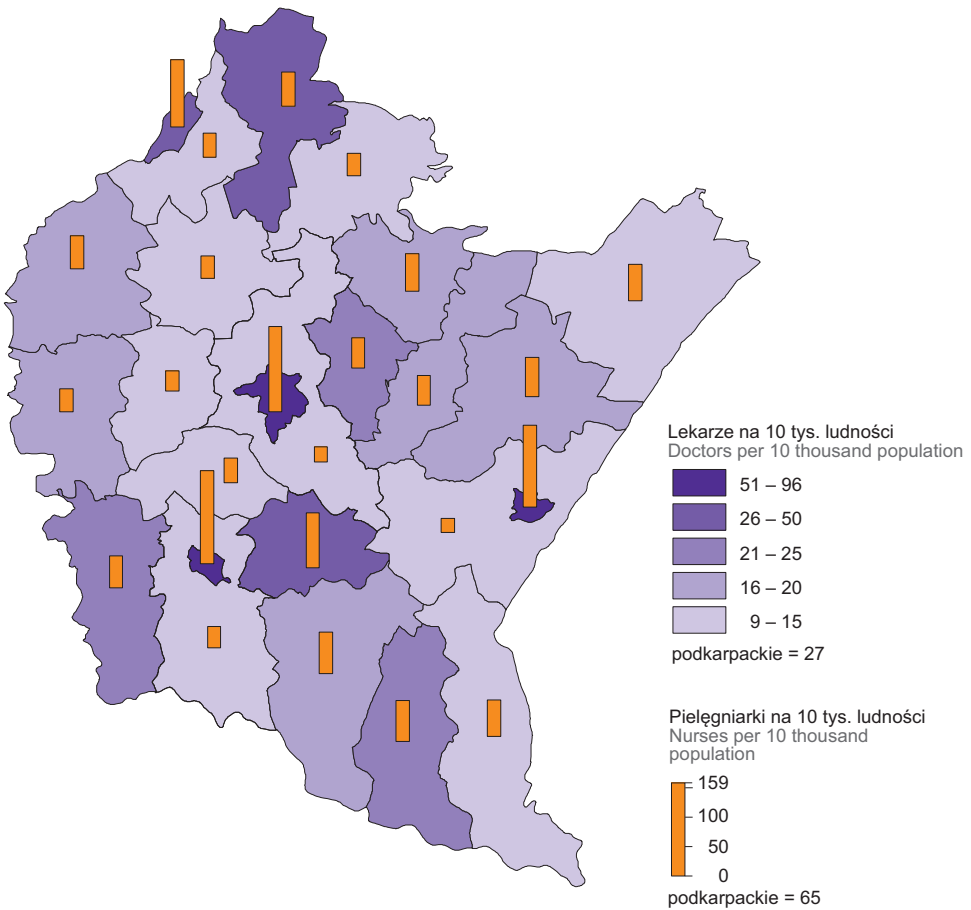 Lekarze na 10 tys. ludności
Doctors per 10 thousand population
51 – 96
26 – 50
21 – 25
16 – 20
9 – 15
podkarpackie = 27
Pielęgniarki na 10 tys. ludności
Nurses per 10 thousand
population
159
100
50
0
podkarpackie = 65